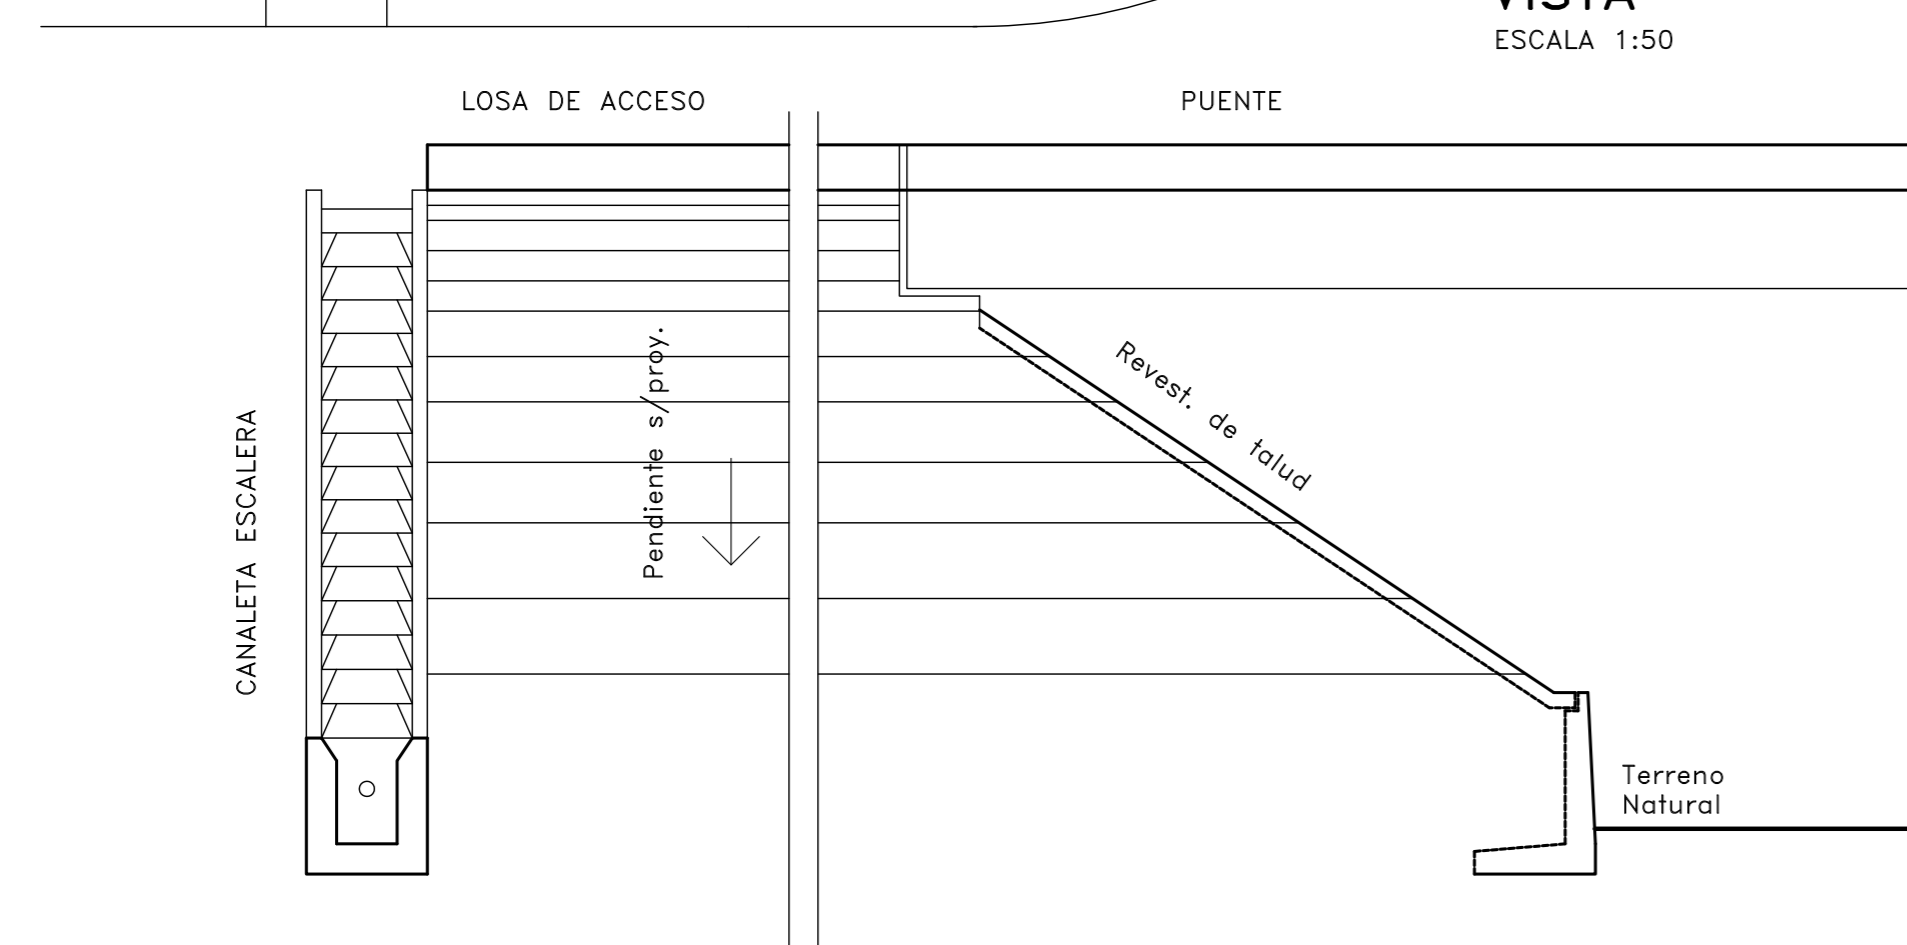 VISTA
ESCALA 1:50
LOSA DE ACCESO
PUENTE
Revest. de talud
Pendiente s/proy.
CANALETA ESCALERA
Terreno
Natural